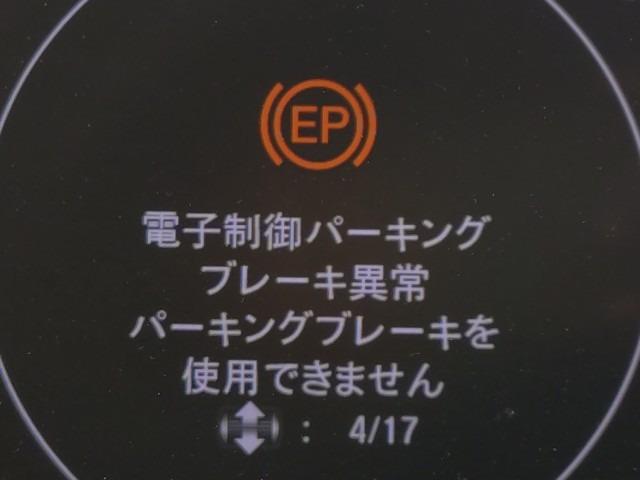 EP
電子制御パーキング
ブレーキ異常
パーキングブレーキを
使用できません
: 4/17